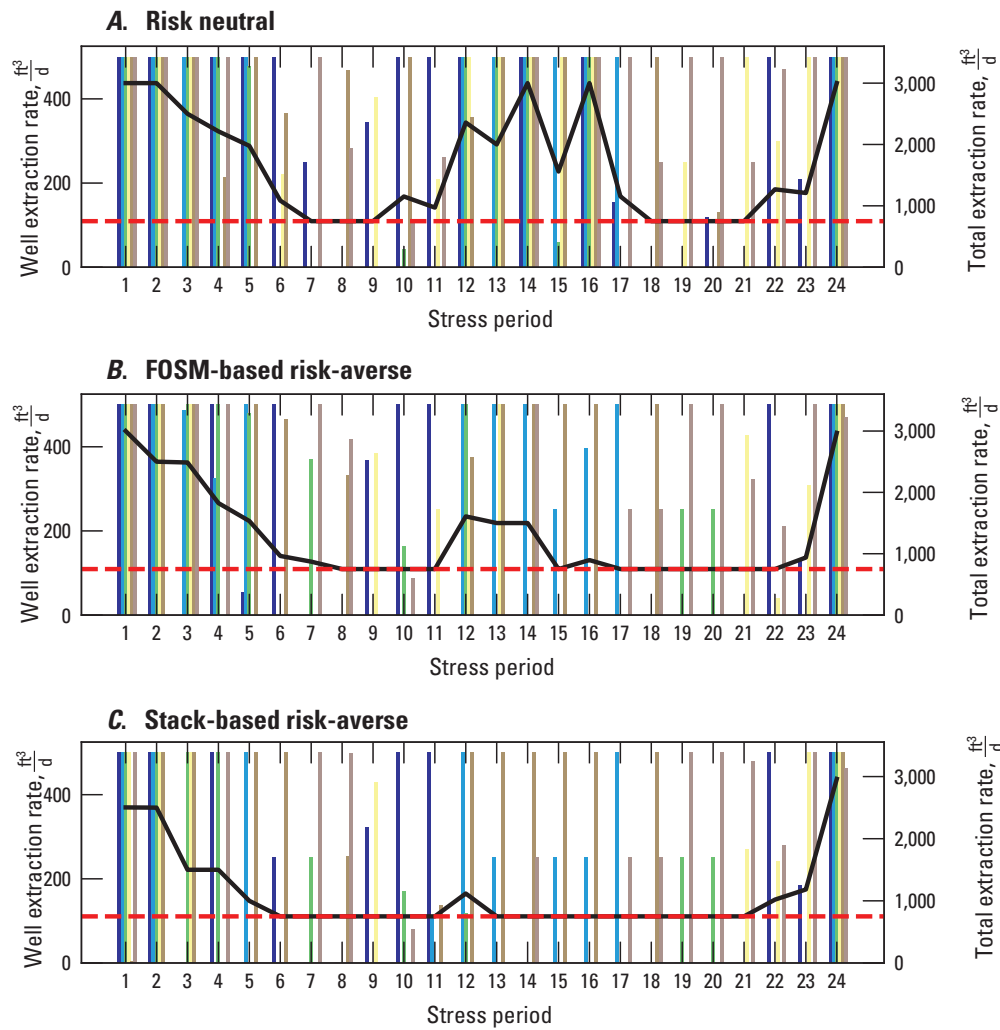 A. Risk neutral
Well extraction rate, ft³/d
400
200
0
3,000
2,000
1,000
0
Total extraction rate, ft³/d
1 2 3 4 5 6 7 8 9 10 11 12 13 14 15 16 17 18 19 20 21 22 23 24
Stress period
B. FOSM-based risk-averse
Well extraction rate, ft³/d
400
200
0
3,000
2,000
1,000
0
Total extraction rate, ft³/d
1 2 3 4 5 6 7 8 9 10 11 12 13 14 15 16 17 18 19 20 21 22 23 24
Stress period
C. Stack-based risk-averse
Well extraction rate, ft³/d
400
200
0
3,000
2,000
1,000
0
Total extraction rate, ft³/d
1 2 3 4 5 6 7 8 9 10 11 12 13 14 15 16 17 18 19 20 21 22 23 24
Stress period